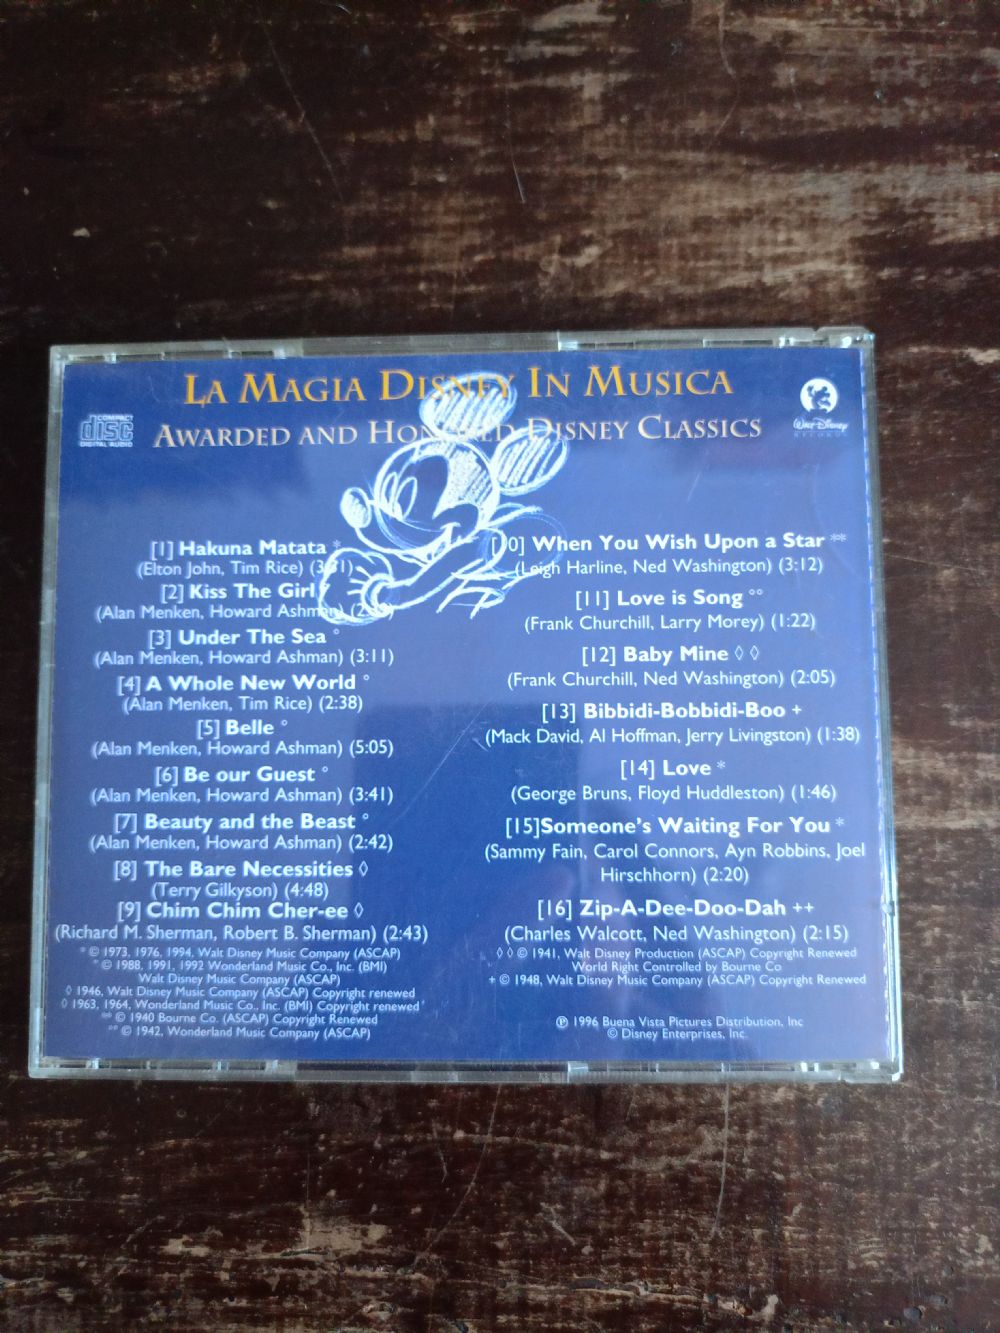 LA MAGIA DISNEY IN MUSICA
COMPACT
disc
DIGITAL AUDIO
AWARDED AND HONORED DISNEY CLASSICS
WALT DISNEY
RECORDS
[1] Hakuna Matata *
(Elton John, Tim Rice)
[2] Kiss The Girl
(Alan Menken, Howard Ashman)
[3] Under The Sea °
(Alan Menken, Howard Ashman) (3:11)
[4] A Whole New World °
(Alan Menken, Tim Rice) (2:38)
[5] Belle °
(Alan Menken, Howard Ashman) (5:05)
[6] Be our Guest °
(Alan Menken, Howard Ashman) (3:41)
[7] Beauty and the Beast °
(Alan Menken, Howard Ashman) (2:42)
[8] The Bare Necessities ◊
(Terry Gilkyson) (4:48)
[9] Chim Chim Cher-ee ◊
(Richard M. Sherman, Robert B. Sherman) (2:43)
* © 1973, 1976, 1994, Walt Disney Music Company (ASCAP)
° © 1988, 1991, 1992 Wonderland Music Co., Inc. (BMI)
Walt Disney Music Company (ASCAP)
◊ 1946, Walt Disney Music Company (ASCAP) Copyright renewed
◊ 1963, 1964, Wonderland Music Co., Inc. (BMI) Copyright renewed
** © 1940 Bourne Co. (ASCAP) Copyright Renewed
°° © 1942, Wonderland Music Company (ASCAP)
[10] When You Wish Upon a Star **
(Leigh Harline, Ned Washington) (3:12)
[11] Love is Song °°
(Frank Churchill, Larry Morey) (1:22)
[12] Baby Mine ◊ ◊
(Frank Churchill, Ned Washington) (2:05)
[13] Bibbidi-Bobbidi-Boo +
(Mack David, Al Hoffman, Jerry Livingston) (1:38)
[14] Love *
(George Bruns, Floyd Huddleston) (1:46)
[15]Someone's Waiting For You *
(Sammy Fain, Carol Connors, Ayn Robbins, Joel
Hirschhorn) (2:20)
[16] Zip-A-Dee-Doo-Dah ++
(Charles Walcott, Ned Washington) (2:15)
◊ ◊ © 1941, Walt Disney Production (ASCAP) Copyright Renewed
World Right Controlled by Bourne Co
+ © 1948, Walt Disney Music Company (ASCAP) Copyright Renewed
℗ 1996 Buena Vista Pictures Distribution, Inc
© Disney Enterprises, Inc.